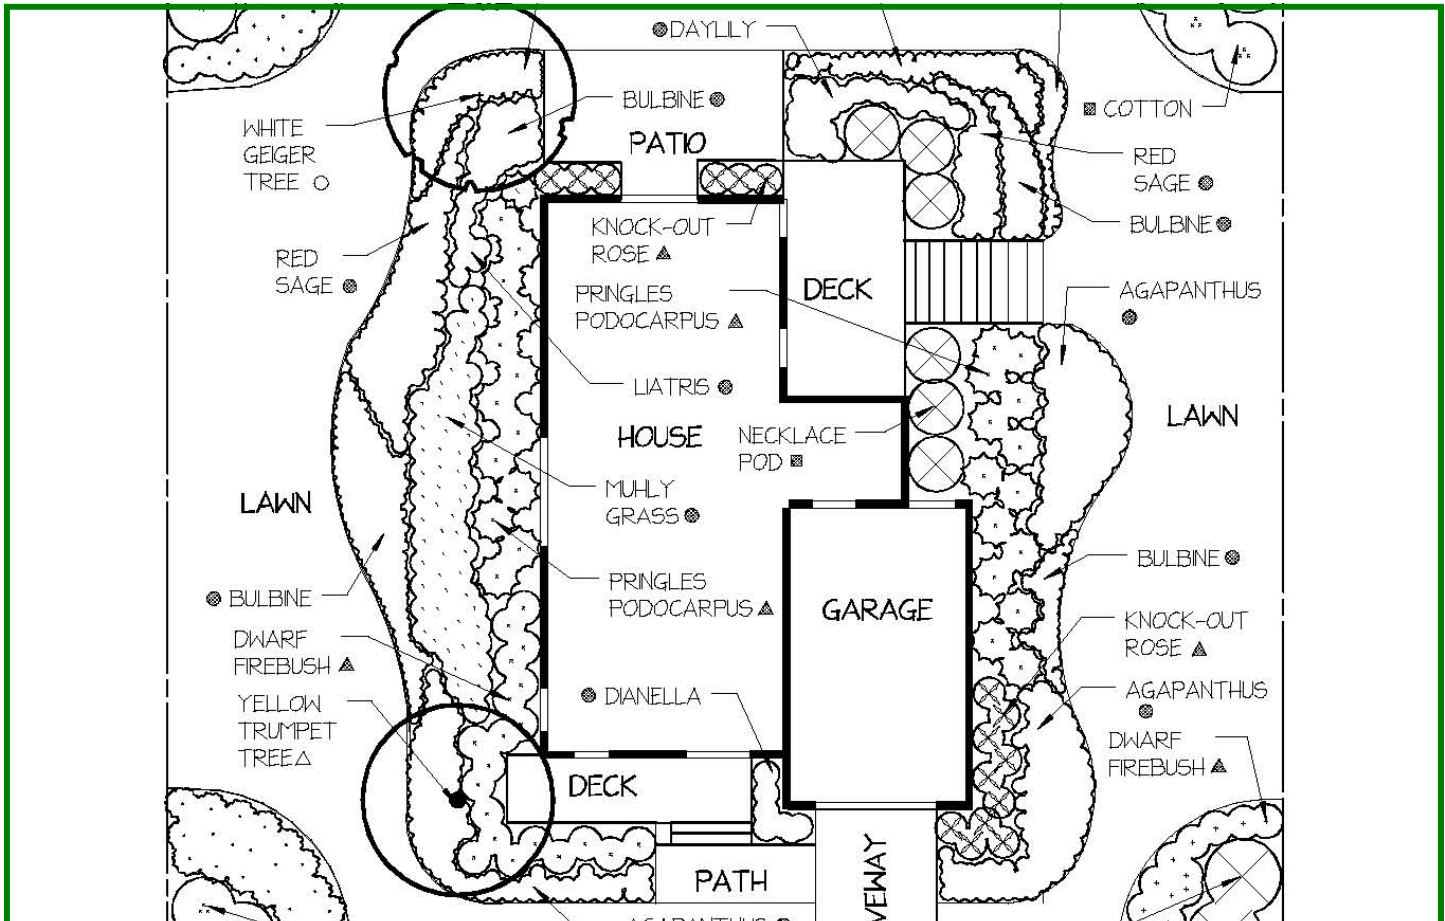 DAYLILY
BULBINE
COTTON
WHITE
GEIGER
TREE
PATIO
RED
SAGE
KNOCK-OUT
ROSE
BULBINE
RED
SAGE
PRINGLES
PODOCARPUS
DECK
AGAPANTHUS
LIATRIS
HOUSE
NECKLACE
POD
LAWN
LAWN
MUHLY
GRASS
BULBINE
PRINGLES
PODOCARPUS
GARAGE
BULBINE
KNOCK-OUT
ROSE
DWARF
FIREBUSH
DIANELLA
AGAPANTHUS
YELLOW
TRUMPET
TREE
DWARF
FIREBUSH
DECK
PATH
VEWAY
AGAPANTHUS